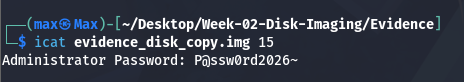 ┌──(max㉿Max)-[~/Desktop/Week-02-Disk-Imaging/Evidence]
└─$ icat evidence_disk_copy.img 15
Administrator Password: P@ssw0rd2026~